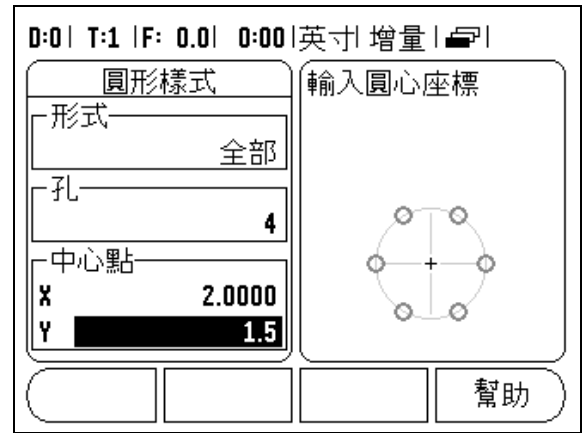 D:0| T:1 |F: 0.0| 0:00|英寸|增量|
圓形樣式
形式
全部
孔
4
中心點
X 2.0000
Y 1.5
輸入圓心座標
幫助